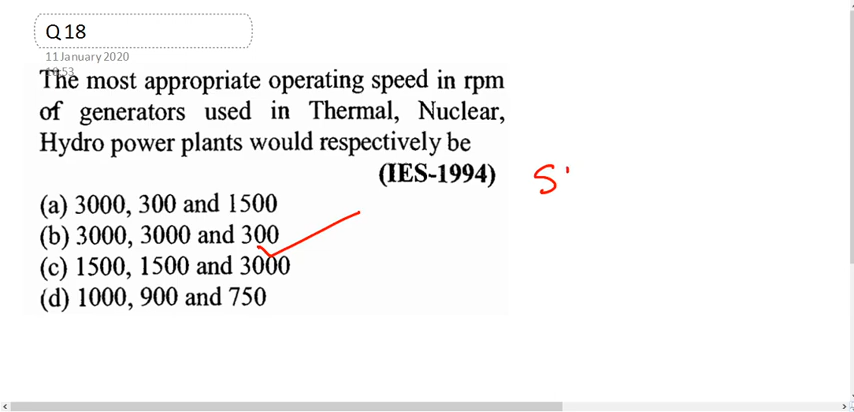 Q 18
11 January 2020
The most appropriate operating speed in rpm
of generators used in Thermal, Nuclear,
Hydro power plants would respectively be
(IES-1994)
(a) 3000, 300 and 1500
(b) 3000, 3000 and 300
(c) 1500, 1500 and 3000
(d) 1000, 900 and 750